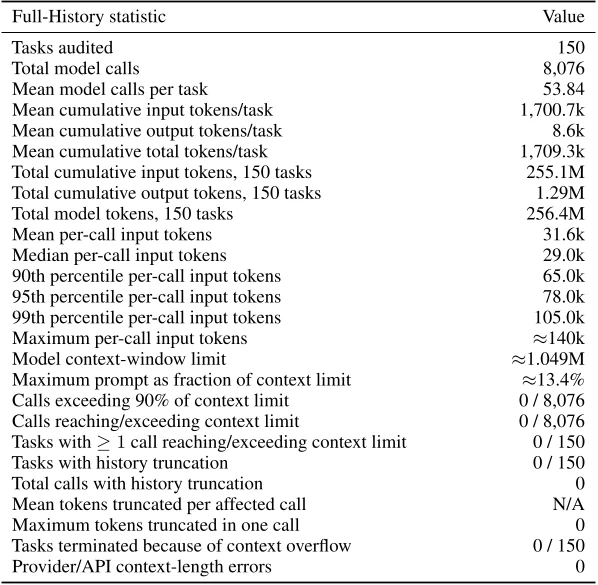 Full-History statistic Value
Tasks audited 150
Total model calls 8,076
Mean model calls per task 53.84
Mean cumulative input tokens/task 1,700.7k
Mean cumulative output tokens/task 8.6k
Mean cumulative total tokens/task 1,709.3k
Total cumulative input tokens, 150 tasks 255.1M
Total cumulative output tokens, 150 tasks 1.29M
Total model tokens, 150 tasks 256.4M
Mean per-call input tokens 31.6k
Median per-call input tokens 29.0k
90th percentile per-call input tokens 65.0k
95th percentile per-call input tokens 78.0k
99th percentile per-call input tokens 105.0k
Maximum per-call input tokens ≈140k
Model context-window limit ≈1.049M
Maximum prompt as fraction of context limit ≈13.4%
Calls exceeding 90% of context limit 0 / 8,076
Calls reaching/exceeding context limit 0 / 8,076
Tasks with ≥ 1 call reaching/exceeding context limit 0 / 150
Tasks with history truncation 0 / 150
Total calls with history truncation 0
Mean tokens truncated per affected call N/A
Maximum tokens truncated in one call 0
Tasks terminated because of context overflow 0 / 150
Provider/API context-length errors 0